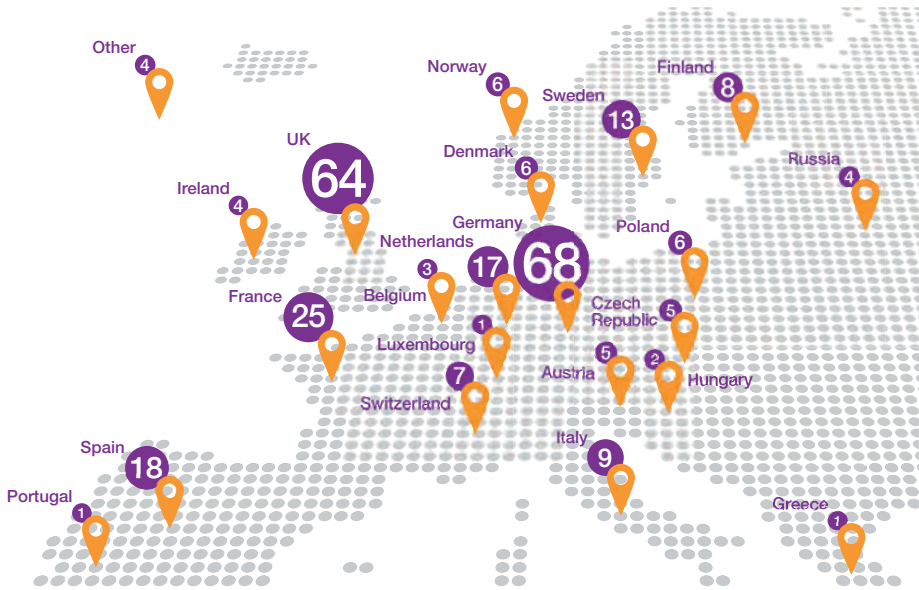 Other
4
Norway
6
Finland
8
Sweden
13
UK
64
Denmark
6
Russia
4
Ireland
4
Germany
68
Poland
6
Netherlands
17
Belgium
3
France
25
Czech
Republic
5
Luxembourg
1
Austria
5
Hungary
2
Switzerland
7
Italy
9
Spain
18
Portugal
1
Greece
1